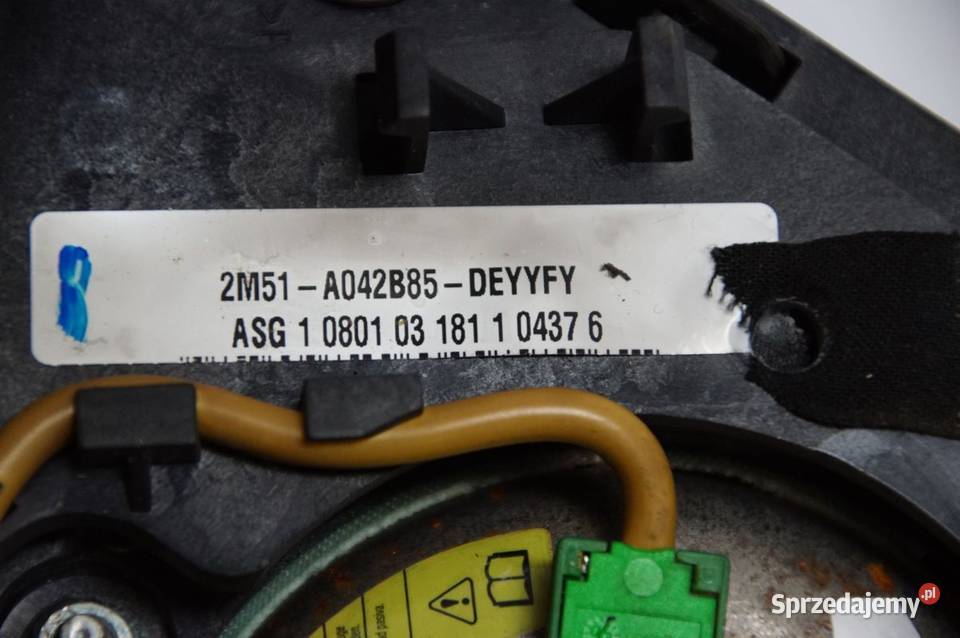 2M51-A042B85-DEYYFY
ASG 1 0801 03 181 1 0437 6
Sprzedajemy.pl